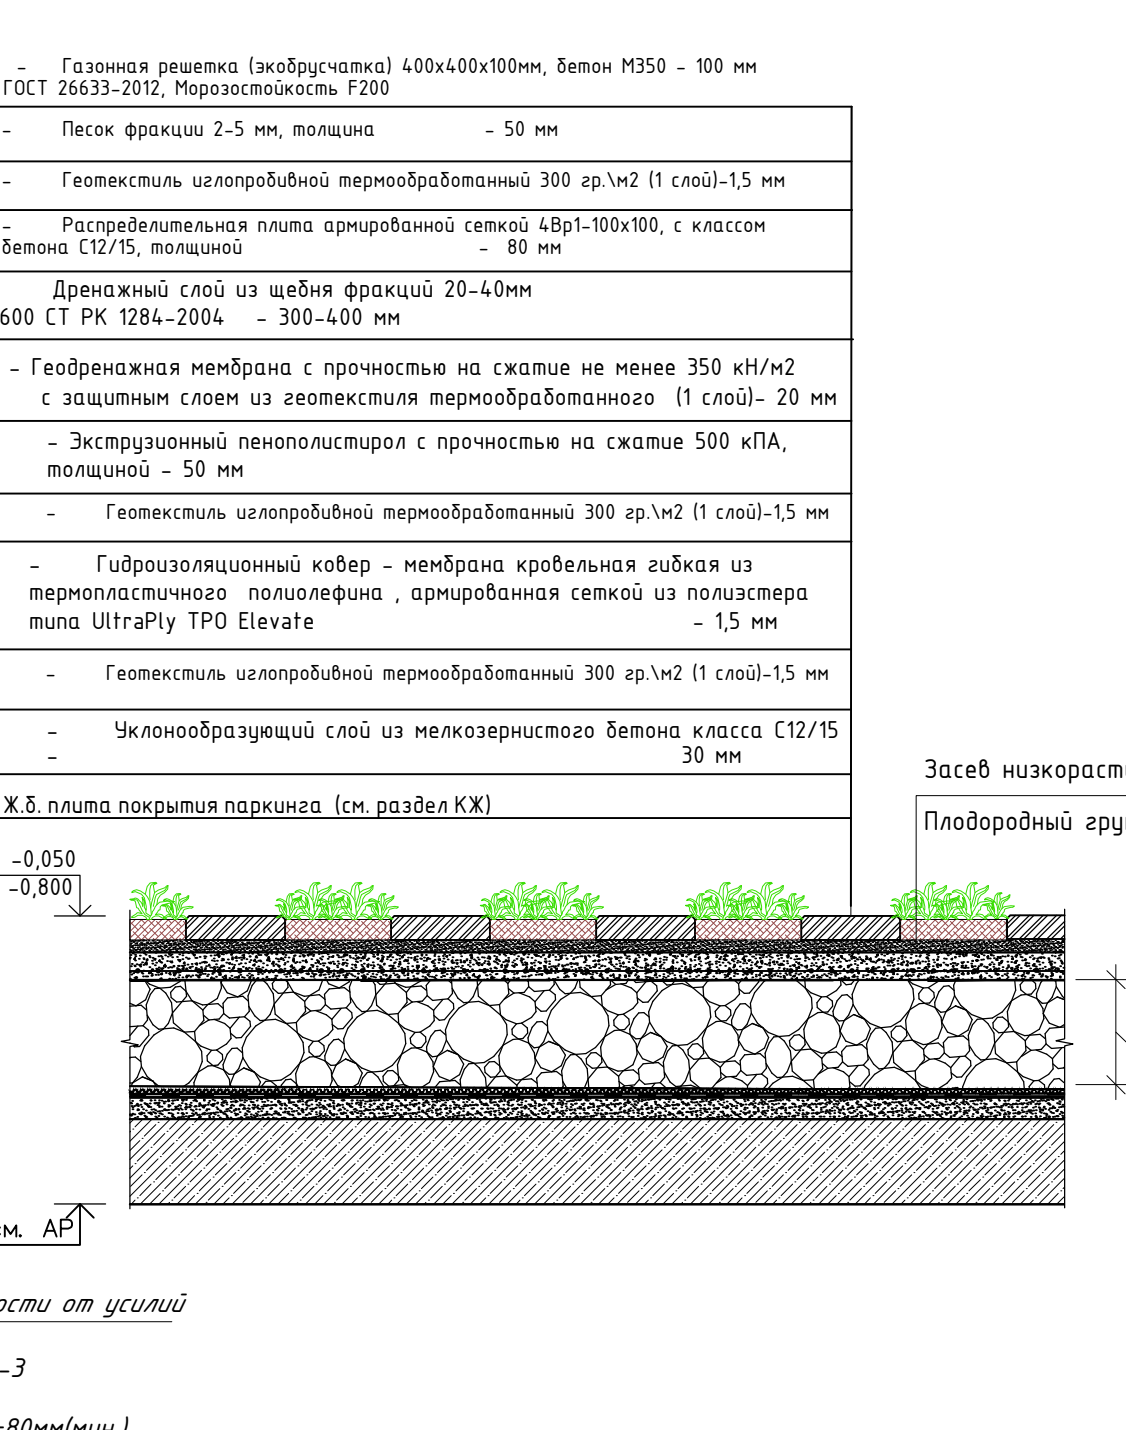 - Газонная решетка (экобрусчатка) 400х400х100мм, бетон М350 - 100 мм
ГОСТ 26633-2012, Морозостойкость F200
- Песок фракции 2-5 мм, толщина - 50 мм
- Геотекстиль иглопробивной термообработанный 300 гр.\м2 (1 слой)-1,5 мм
- Распределительная плита армированной сеткой 4Вр1-100х100, с классом
бетона С12/15, толщиной - 80 мм
Дренажный слой из щебня фракций 20-40мм
600 СТ РК 1284-2004 - 300-400 мм
- Геодренажная мембрана с прочностью на сжатие не менее 350 кН/м2
с защитным слоем из геотекстиля термообработанного (1 слой)- 20 мм
- Экструзионный пенополистирол с прочностью на сжатие 500 кПА,
толщиной - 50 мм
- Геотекстиль иглопробивной термообработанный 300 гр.\м2 (1 слой)-1,5 мм
- Гидроизоляционный ковер - мембрана кровельная гибкая из
термопластичного полиолефина , армированная сеткой из полиэстера
типа UltraPly TPO Elevate - 1,5 мм
- Геотекстиль иглопробивной термообработанный 300 гр.\м2 (1 слой)-1,5 мм
- Уклонообразующий слой из мелкозернистого бетона класса С12/15
- 30 мм
Ж.б. плита покрытия паркинга (см. раздел КЖ)
Засев низкораст
Плодородный гру
-0,050
-0,800
см. АР
ости от усилий
-3
=80мм(мин.)